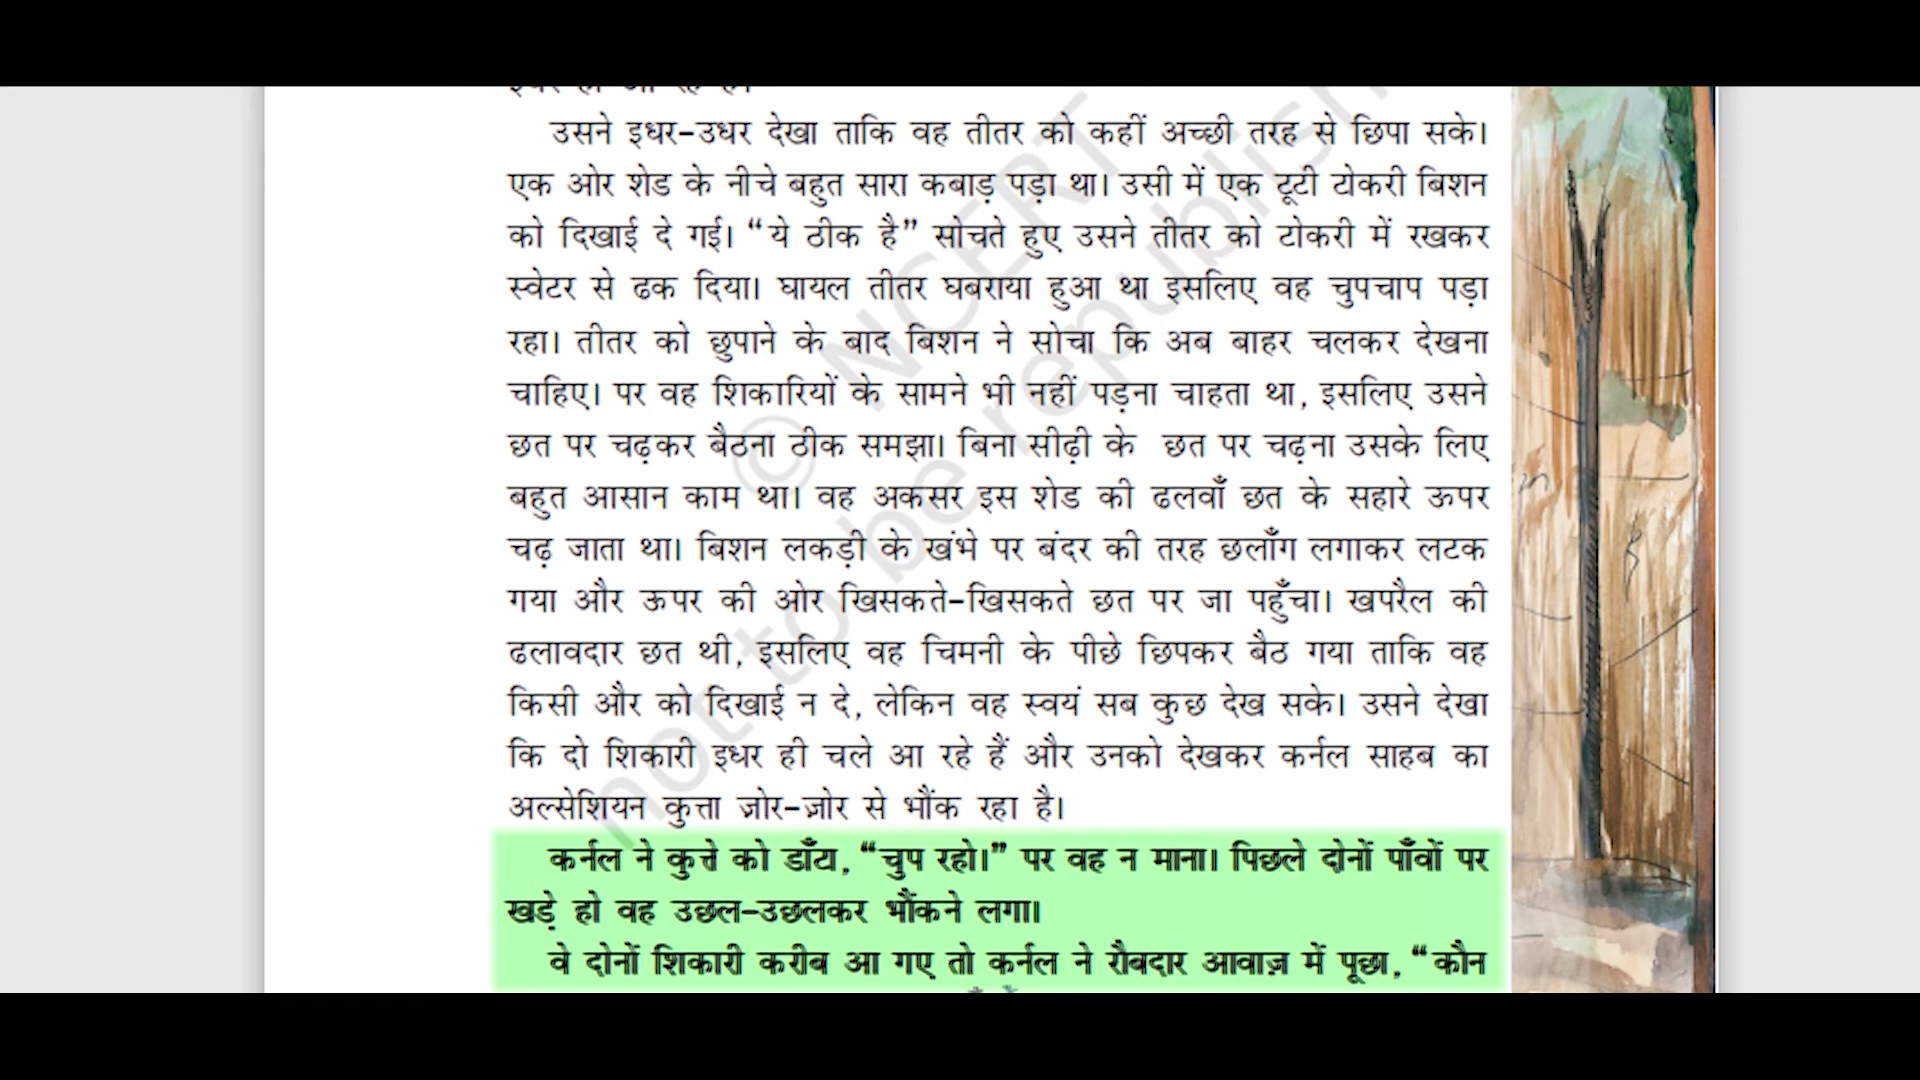 उसने इधर-उधर देखा ताकि वह तीतर को कहीं अच्छी तरह से छिपा सके।
एक ओर शेड के नीचे बहुत सारा कबाड़ पड़ा था। उसी में एक टूटी टोकरी बिशन
को दिखाई दे गई। “ये ठीक है” सोचते हुए उसने तीतर को टोकरी में रखकर
स्वेटर से ढक दिया। घायल तीतर घबराया हुआ था इसलिए वह चुपचाप पड़ा
रहा। तीतर को छुपाने के बाद बिशन ने सोचा कि अब बाहर चलकर देखना
चाहिए। पर वह शिकारियों के सामने भी नहीं पड़ना चाहता था, इसलिए उसने
छत पर चढ़कर बैठना ठीक समझा। बिना सीढ़ी के छत पर चढ़ना उसके लिए
बहुत आसान काम था। वह अकसर इस शेड की ढलवाँ छत के सहारे ऊपर
चढ़ जाता था। बिशन लकड़ी के खंभे पर बंदर की तरह छलाँग लगाकर लटक
गया और ऊपर की ओर खिसकते-खिसकते छत पर जा पहुँचा। खपरैल की
ढलावदार छत थी, इसलिए वह चिमनी के पीछे छिपकर बैठ गया ताकि वह
किसी और को दिखाई न दे, लेकिन वह स्वयं सब कुछ देख सके। उसने देखा
कि दो शिकारी इधर ही चले आ रहे हैं और उनको देखकर कर्नल साहब का
अल्सेशियन कुत्ता ज़ोर-ज़ोर से भौंक रहा है।
कर्नल ने कुत्ते को डाँटा, “चुप रहो।” पर वह न माना। पिछले दोनों पाँवों पर
खड़े हो वह उछल-उछलकर भौंकने लगा।
वे दोनों शिकारी करीब आ गए तो कर्नल ने रौबदार आवाज़ में पूछा, “कौन
© NCERT
not to be republish